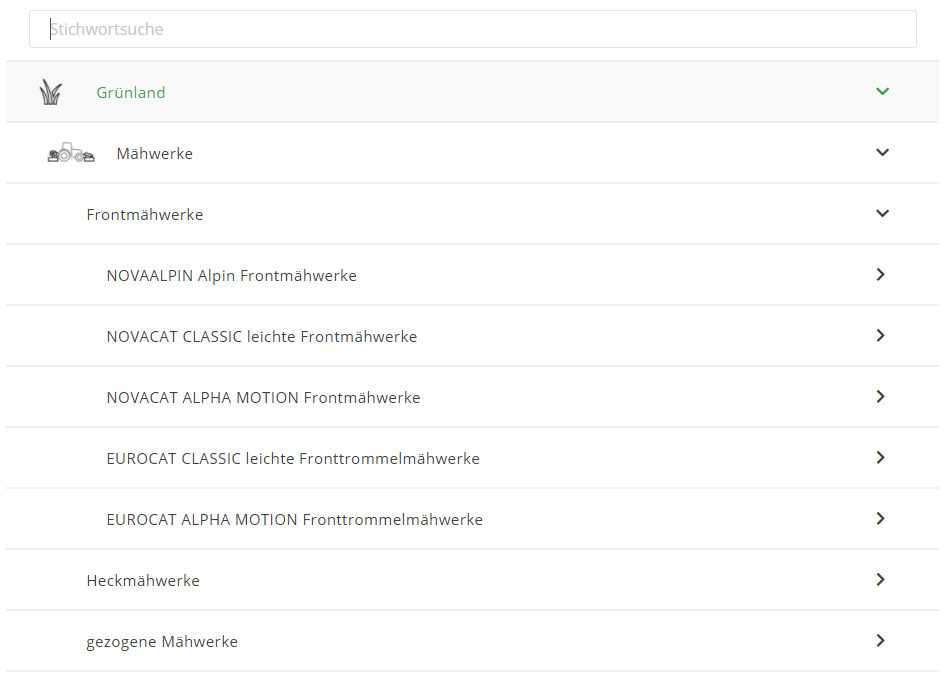 Stichwortsuche
Grünland
Mähwerke
Frontmähwerke
NOVAALPIN Alpin Frontmähwerke
NOVACAT CLASSIC leichte Frontmähwerke
NOVACAT ALPHA MOTION Frontmähwerke
EUROCAT CLASSIC leichte Fronttrommelmähwerke
EUROCAT ALPHA MOTION Fronttrommelmähwerke
Heckmähwerke
gezogene Mähwerke